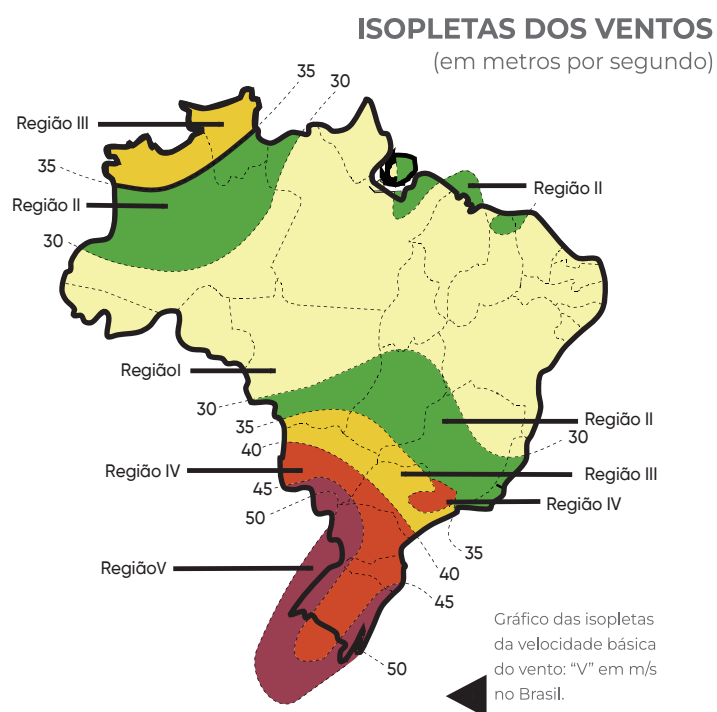 ISOPLETAS DOS VENTOS
(em metros por segundo)
35
30
Região III
35
Região II
Região II
30
RegiãoI
30
35
Região II
40
30
Região IV
Região III
45
Região IV
50
35
RegiãoV
40
45
50
Gráfico das isopletas
da velocidade básica
do vento: “V” em m/s
no Brasil.